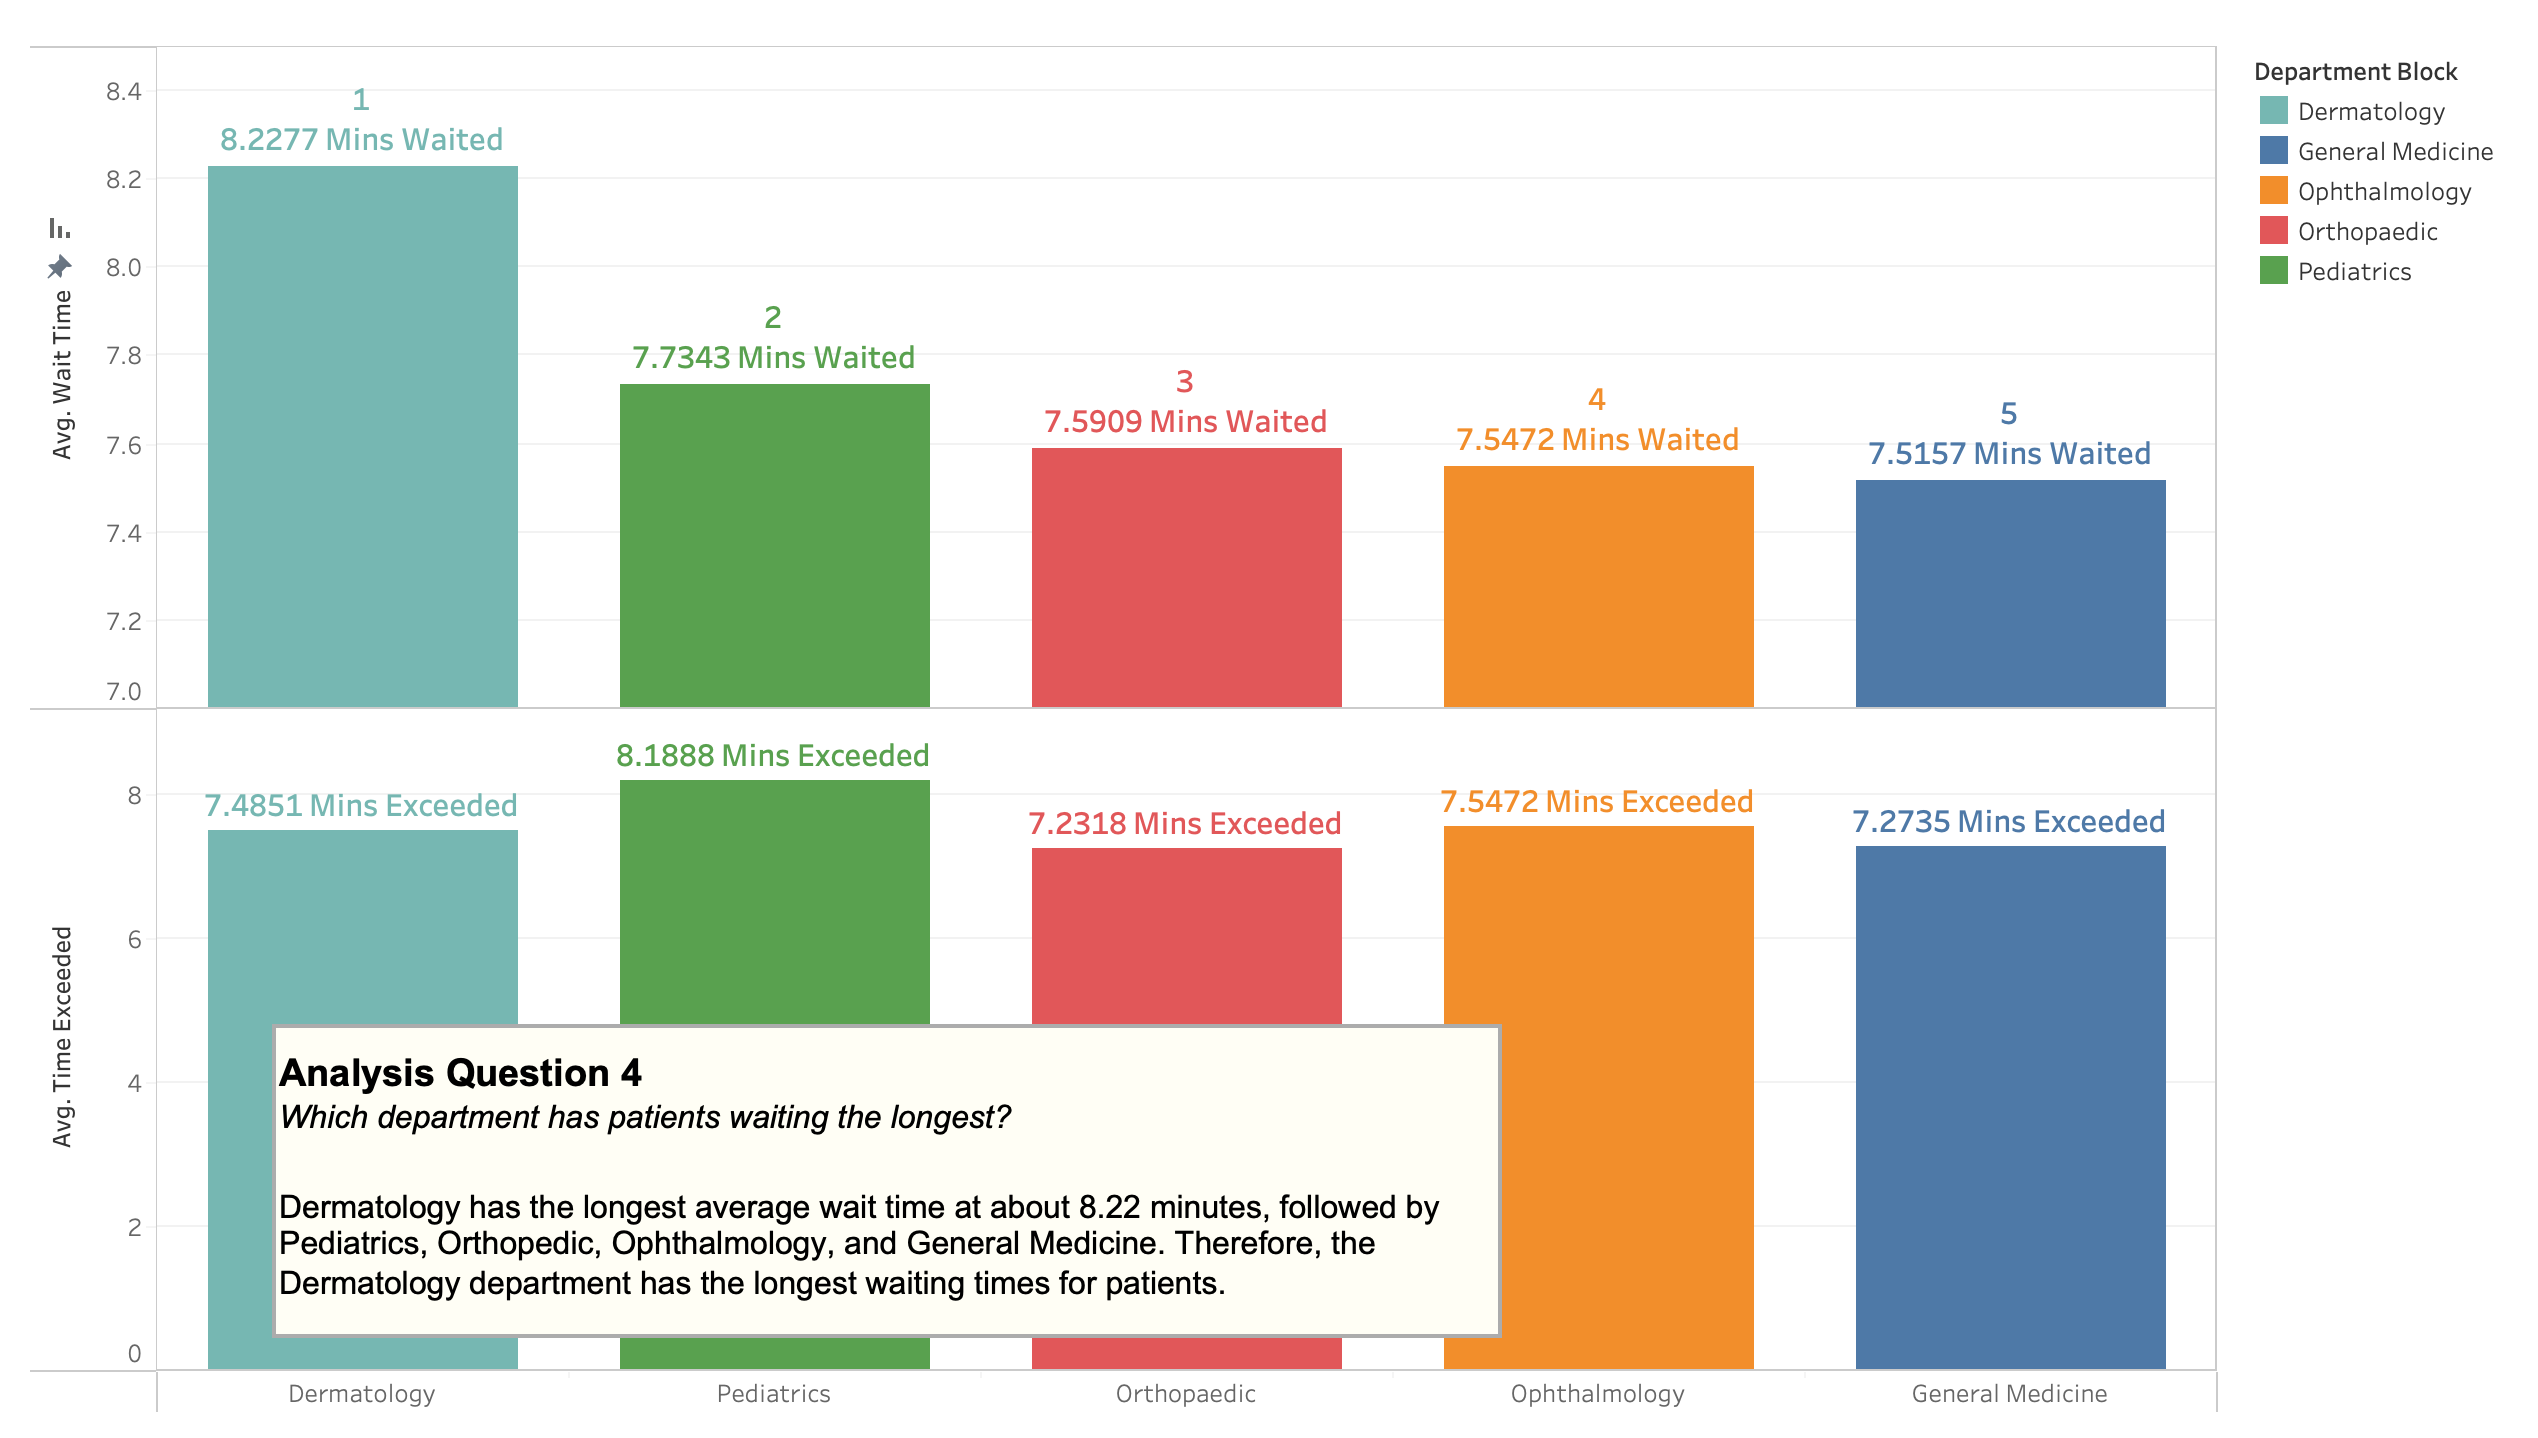 Department Block
Dermatology
General Medicine
Ophthalmology
Orthopaedic
Pediatrics
Avg. Wait Time
8.4
8.2
8.0
7.8
7.6
7.4
7.2
7.0
1
8.2277 Mins Waited
2
7.7343 Mins Waited
3
7.5909 Mins Waited
4
7.5472 Mins Waited
5
7.5157 Mins Waited
Avg. Time Exceeded
8
6
4
2
0
7.4851 Mins Exceeded
8.1888 Mins Exceeded
7.2318 Mins Exceeded
7.5472 Mins Exceeded
7.2735 Mins Exceeded
Analysis Question 4
Which department has patients waiting the longest?
Dermatology has the longest average wait time at about 8.22 minutes, followed by
Pediatrics, Orthopedic, Ophthalmology, and General Medicine. Therefore, the
Dermatology department has the longest waiting times for patients.
Dermatology
Pediatrics
Orthopaedic
Ophthalmology
General Medicine